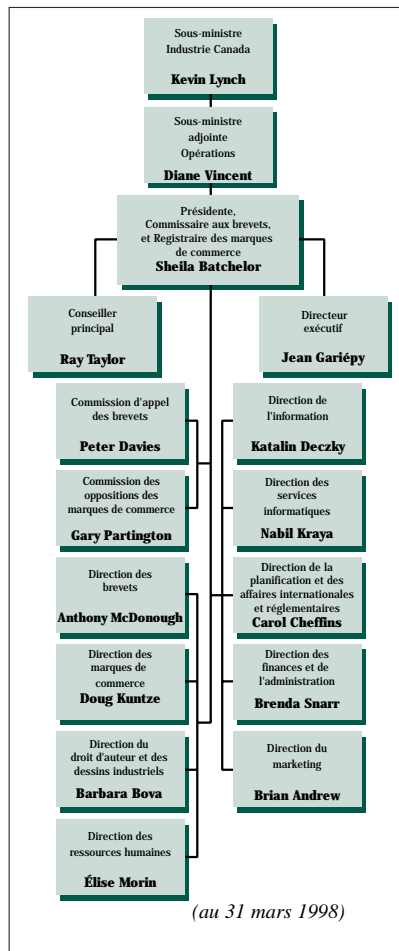 Sous-ministre
Industrie Canada
Kevin Lynch
Sous-ministre
adjointe
Opérations
Diane Vincent
Présidente,
Commissaire aux brevets,
et Registraire des marques
de commerce
Sheila Batchelor
Conseiller
principal
Ray Taylor
Directeur
exécutif
Jean Gariépy
Commission d'appel
des brevets
Peter Davies
Direction de
l'information
Katalin Deczky
Commission des
oppositions des
marques de commerce
Gary Partington
Direction des
services
informatiques
Nabil Kraya
Direction des
brevets
Anthony McDonough
Direction de la
planification et des
affaires internationales
et réglementaires
Carol Cheffins
Direction des
marques de
commerce
Doug Kuntze
Direction des
finances et de
l'administration
Brenda Snarr
Direction du
droit d'auteur et des
dessins industriels
Barbara Bova
Direction du
marketing
Brian Andrew
Direction des
ressources humaines
Élise Morin
(au 31 mars 1998)